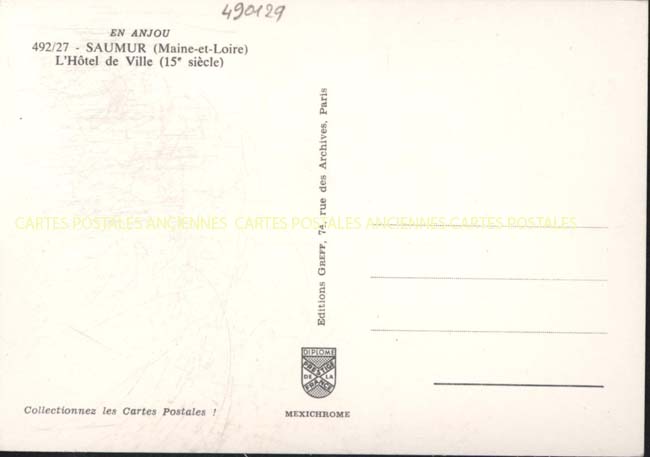 490129
EN ANJOU
492/27 - SAUMUR (Maine-et-Loire)
L'Hôtel de Ville (15e siècle)
Editions GREFF, 74, rue des Archives, Paris
CARTES POSTALES ANCIENNES CARTES POSTALES ANCIENNES CARTES POSTALES ANCIENNES
DIPLOME
PRESTIGE
DE LA
FRANCE
Collectionnez les Cartes Postales !
MEXICHROME